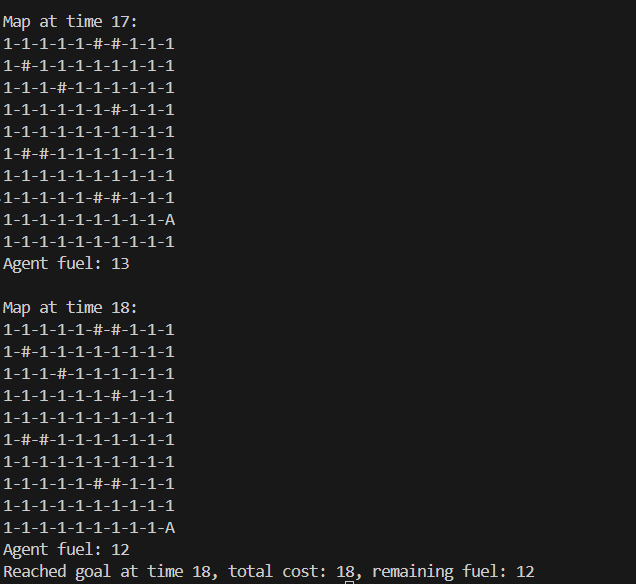 Map at time 17:
1-1-1-1-1-#-#-1-1-1
1-#-1-1-1-1-1-1-1-1
1-1-1-#-1-1-1-1-1-1
1-1-1-1-1-1-#-1-1-1
1-1-1-1-1-1-1-1-1-1
1-#-#-1-1-1-1-1-1-1
1-1-1-1-1-1-1-1-1-1
1-1-1-1-1-#-#-1-1-1
1-1-1-1-1-1-1-1-1-A
1-1-1-1-1-1-1-1-1-1
Agent fuel: 13
Map at time 18:
1-1-1-1-1-#-#-1-1-1
1-#-1-1-1-1-1-1-1-1
1-1-1-#-1-1-1-1-1-1
1-1-1-1-1-1-#-1-1-1
1-1-1-1-1-1-1-1-1-1
1-#-#-1-1-1-1-1-1-1
1-1-1-1-1-1-1-1-1-1
1-1-1-1-1-#-#-1-1-1
1-1-1-1-1-1-1-1-1-1
1-1-1-1-1-1-1-1-1-A
Agent fuel: 12
Reached goal at time 18, total cost: 18, remaining fuel: 12